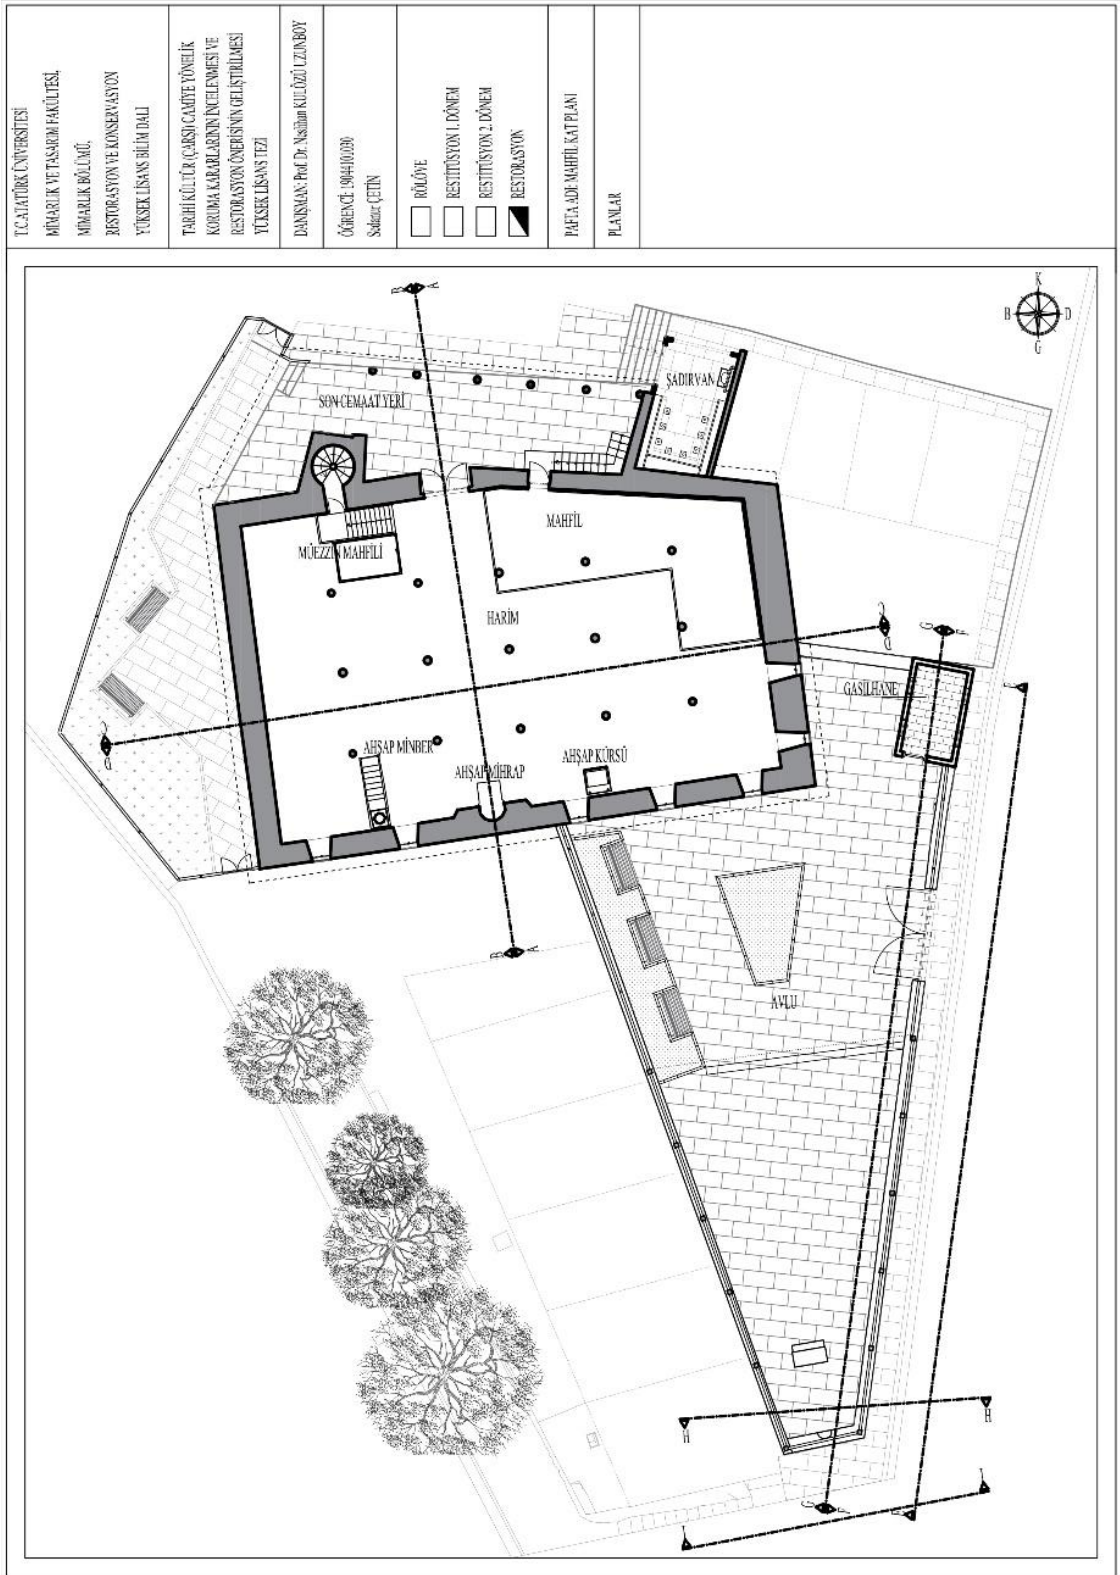 T.C.ATATÜRK ÜNİVERSİTESİ
MİMARLIK VE TASARIM FAKÜLTESİ,
MİMARLIK BÖLÜMÜ,
RESTORASYON VE KONSERVASYON
YÜKSEK LİSANS BİLİM DALI
TARİHİ KÜLTÜR (ÇARŞI) CAMİYE YÖNELİK
KORUMA KARARLARININ İNCELENMESİ VE
RESTORASYON ÖNERİSİNİN GELİŞTİRİLMESİ
YÜKSEK LİSANS TEZİ
DANIŞMAN: Prof. Dr. Neslihan KULÖZÜ UZUNBOY
ÖĞRENCİ:
ÇETİN
RÖLÖVE
RESTİTÜSYON 1. DÖNEM
RESTİTÜSYON 2. DÖNEM
RESTORASYON
PAFTA ADI: MAHFİL KAT PLANI
PLANLAR
K
B
D
G
B
A
ŞADIRVAN
SON CEMAAT YERİ
MAHFİL
MÜEZZİN MAHFİLİ
HARİM
C
D
G
F
GASİLHANE
C
D
AHŞAP MİNBER
AHŞAP MİHRAP
AHŞAP KÜRSÜ
B
A
AVLU
H
H
G
F